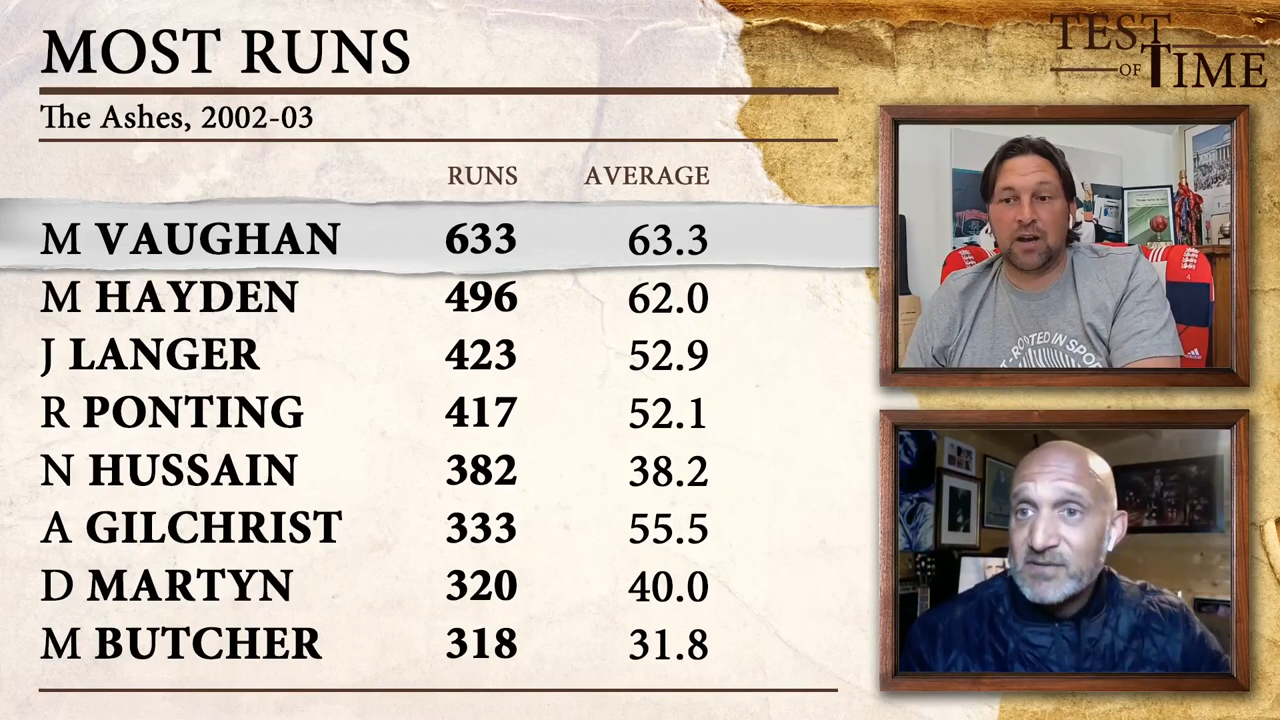 MOST RUNS
The Ashes, 2002-03
RUNS AVERAGE
M VAUGHAN 633 63.3
M HAYDEN 496 62.0
J LANGER 423 52.9
R PONTING 417 52.1
N HUSSAIN 382 38.2
A GILCHRIST 333 55.5
D MARTYN 320 40.0
M BUTCHER 318 31.8
TEST
OF TIME